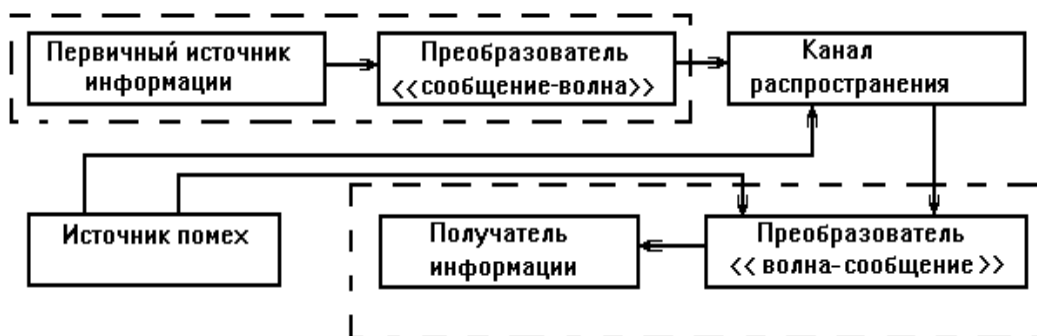 Первичный источник
информации
Преобразователь
<<сообщение-волна>>
Канал
распространения
Источник помех
Получатель
информации
Преобразователь
<<волна-сообщение>>